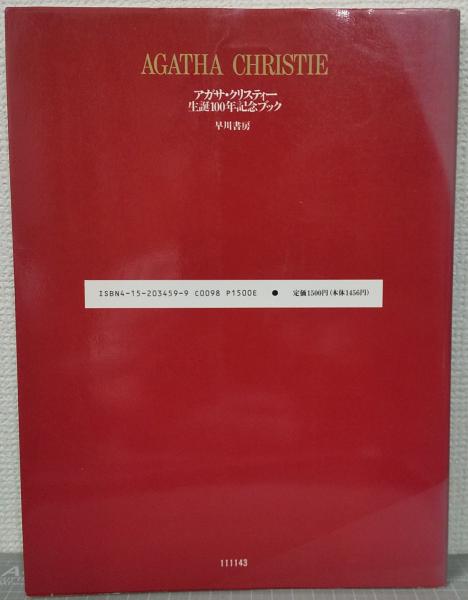 AGATHA CHRISTIE
アガサ・クリスティー
生誕100年記念ブック
早川書房
ISBN4-15-203459-9 C0098 P1500E ● 定価1500円(本体1456円)
111143